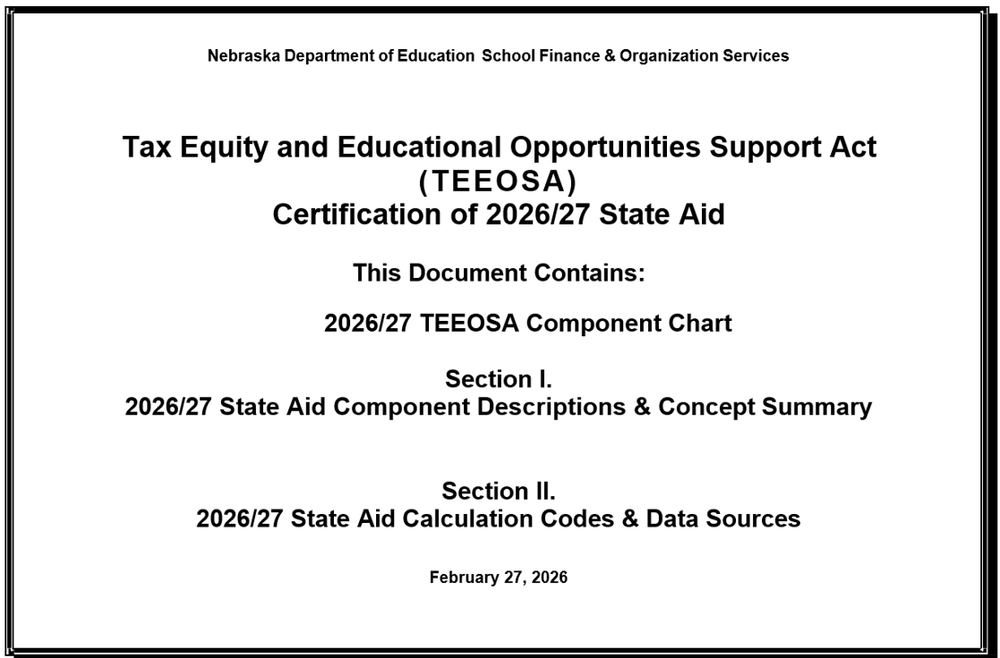 Nebraska Department of Education School Finance & Organization Services
Tax Equity and Educational Opportunities Support Act
(TEEOSA)
Certification of 2026/27 State Aid
This Document Contains:
2026/27 TEEOSA Component Chart
Section I.
2026/27 State Aid Component Descriptions & Concept Summary
Section II.
2026/27 State Aid Calculation Codes & Data Sources
February 27, 2026